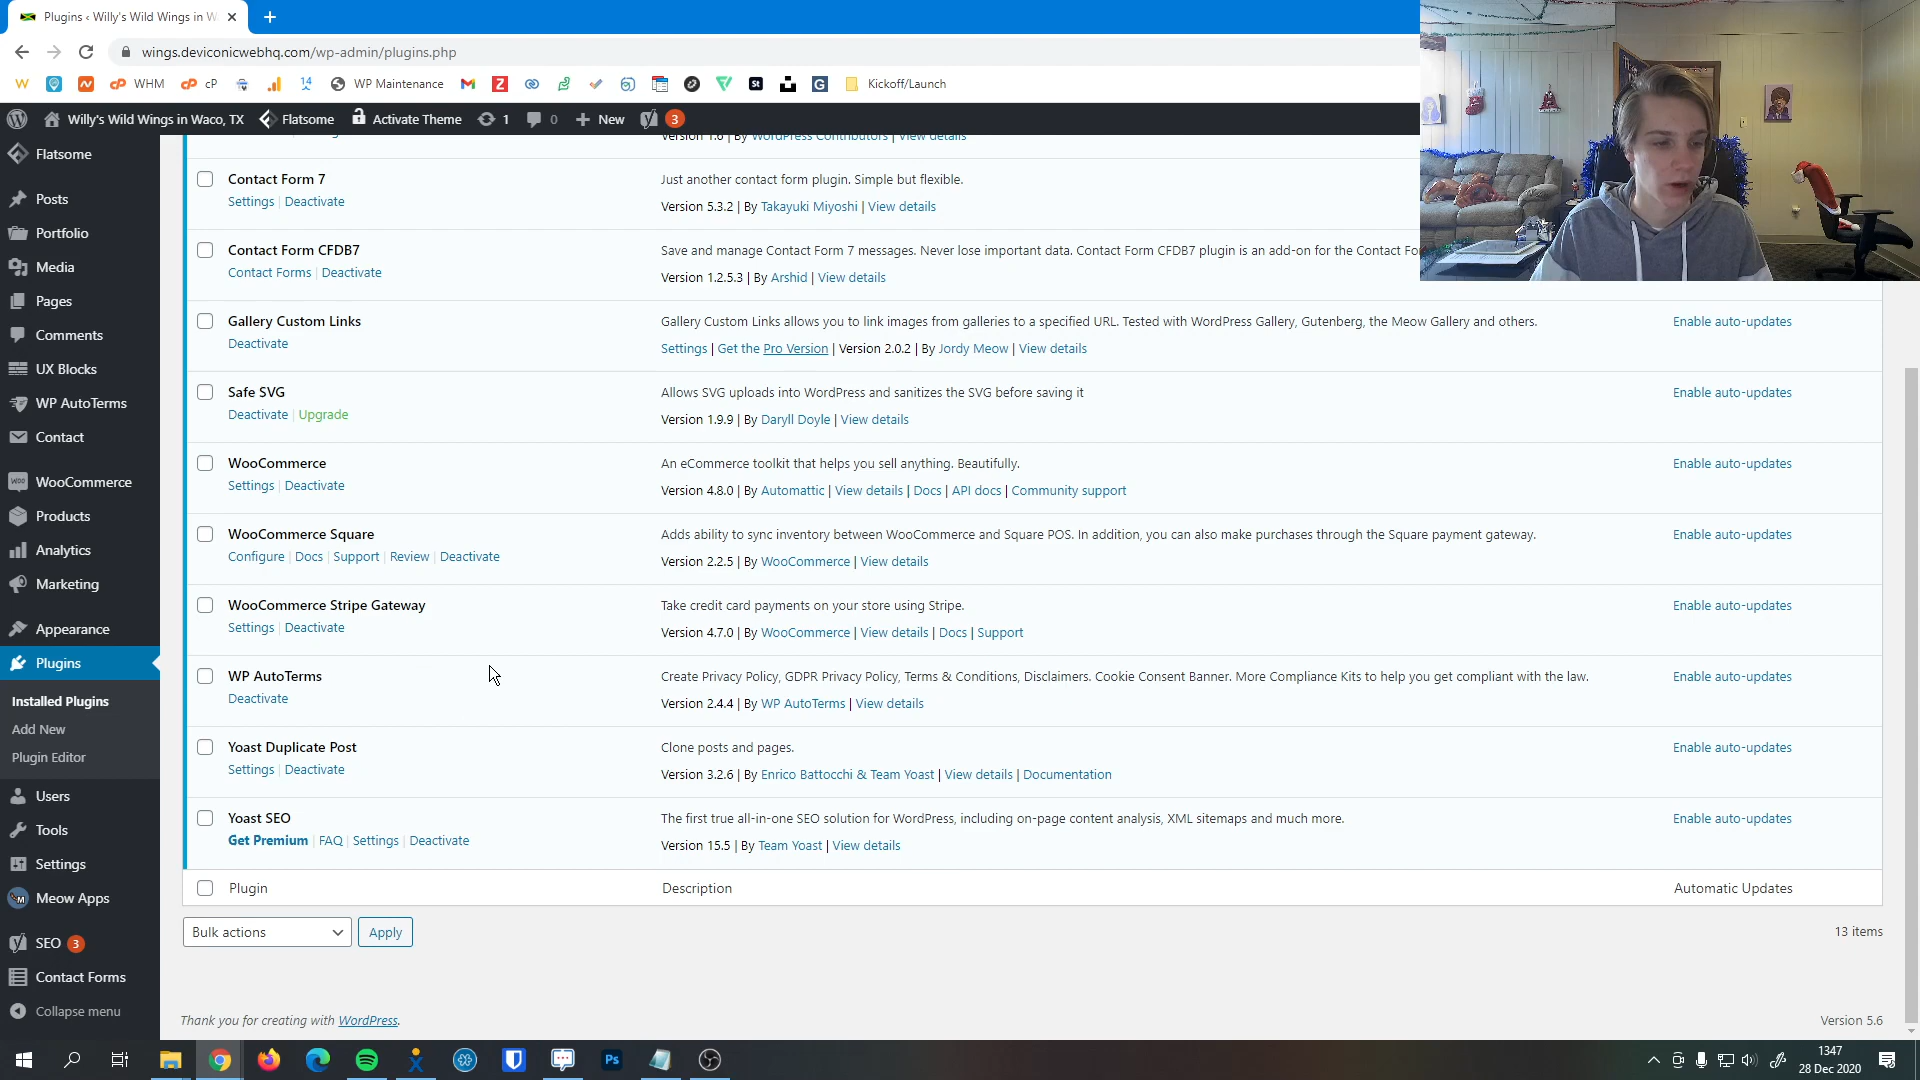 Plugins ‹ Willy's Wild Wings in W
wings.deviconicwebhq.com/wp-admin/plugins.php
WHM
cP
WP Maintenance
Kickoff/Launch
Willy's Wild Wings in Waco, TX
Flatsome
Activate Theme
1
0
New
3
Flatsome
Posts
Portfolio
Media
Pages
Comments
UX Blocks
WP AutoTerms
Contact
WooCommerce
Products
Analytics
Marketing
Appearance
Plugins
Installed Plugins
Add New
Plugin Editor
Users
Tools
Settings
Meow Apps
SEO 3
Contact Forms
Collapse menu
Version 1.6 | By WordPress Contributors | View details
Contact Form 7
Settings | Deactivate
Just another contact form plugin. Simple but flexible.
Version 5.3.2 | By Takayuki Miyoshi | View details
Contact Form CFDB7
Contact Forms | Deactivate
Save and manage Contact Form 7 messages. Never lose important data. Contact Form CFDB7 plugin is an add-on for the Contact Fo
Version 1.2.5.3 | By Arshid | View details
Gallery Custom Links
Deactivate
Gallery Custom Links allows you to link images from galleries to a specified URL. Tested with WordPress Gallery, Gutenberg, the Meow Gallery and others.
Settings | Get the Pro Version | Version 2.0.2 | By Jordy Meow | View details
Enable auto-updates
Safe SVG
Deactivate | Upgrade
Allows SVG uploads into WordPress and sanitizes the SVG before saving it
Version 1.9.9 | By Daryll Doyle | View details
Enable auto-updates
WooCommerce
Settings | Deactivate
An eCommerce toolkit that helps you sell anything. Beautifully.
Version 4.8.0 | By Automattic | View details | Docs | API docs | Community support
Enable auto-updates
WooCommerce Square
Configure | Docs | Support | Review | Deactivate
Adds ability to sync inventory between WooCommerce and Square POS. In addition, you can also make purchases through the Square payment gateway.
Version 2.2.5 | By WooCommerce | View details
Enable auto-updates
WooCommerce Stripe Gateway
Settings | Deactivate
Take credit card payments on your store using Stripe.
Version 4.7.0 | By WooCommerce | View details | Docs | Support
Enable auto-updates
WP AutoTerms
Deactivate
Create Privacy Policy, GDPR Privacy Policy, Terms & Conditions, Disclaimers. Cookie Consent Banner. More Compliance Kits to help you get compliant with the law.
Version 2.4.4 | By WP AutoTerms | View details
Enable auto-updates
Yoast Duplicate Post
Settings | Deactivate
Clone posts and pages.
Version 3.2.6 | By Enrico Battocchi & Team Yoast | View details | Documentation
Enable auto-updates
Yoast SEO
Get Premium | FAQ | Settings | Deactivate
The first true all-in-one SEO solution for WordPress, including on-page content analysis, XML sitemaps and much more.
Version 15.5 | By Team Yoast | View details
Enable auto-updates
Plugin
Description
Automatic Updates
Bulk actions
Apply
13 items
Thank you for creating with WordPress.
Version 5.6
Ps
1347
28 Dec 2020